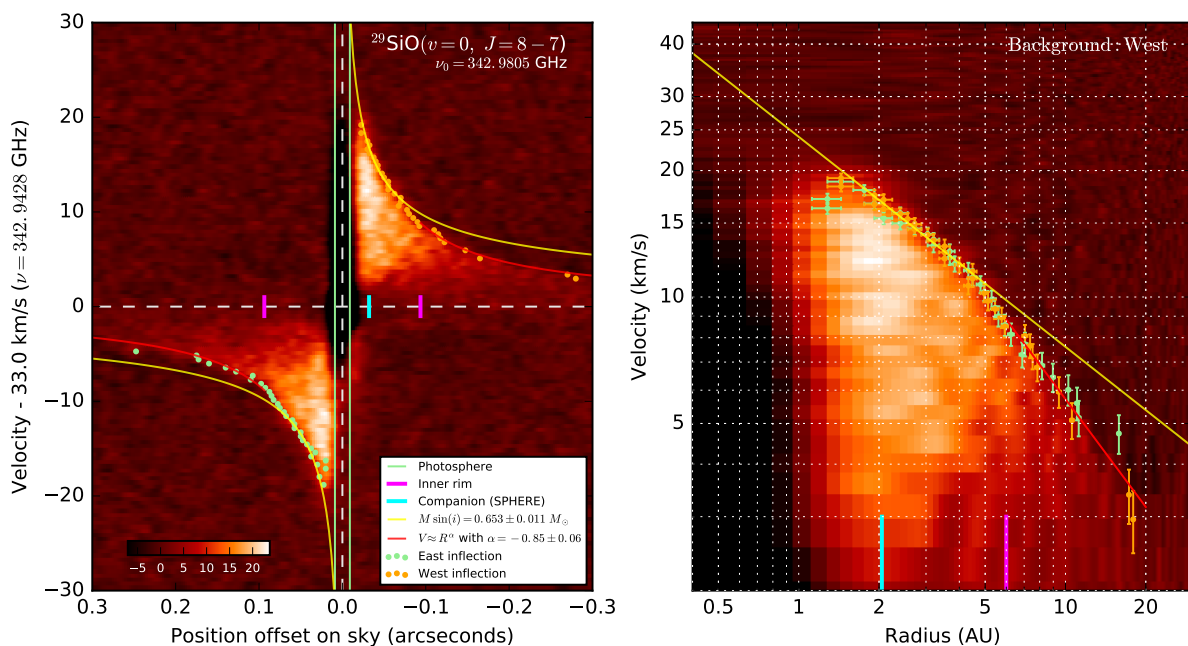 30
20
10
0
−10
−20
−30
Velocity - 33.0 km/s (ν=342.9428 GHz)
²⁹SiO(v=0, J=8−7)
ν₀=342.9805 GHz
Photosphere
Inner rim
Companion (SPHERE)
M sin(i)=0.653±0.011 M⊙
V≈R^α with α=−0.85±0.06
East inflection
West inflection
−5 0 5 10 15 20
0.3 0.2 0.1 0.0 −0.1 −0.2 −0.3
Position offset on sky (arcseconds)
Background: West
40
30
25
20
15
10
5
Velocity (km/s)
0.5 1 2 5 10 20
Radius (AU)